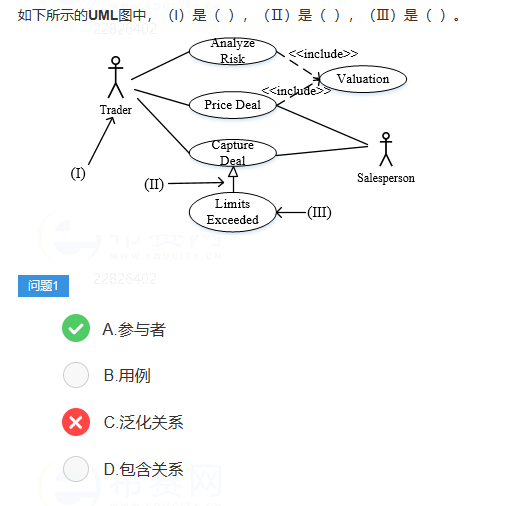 如下所示的UML图中，（Ⅰ）是（ ），（Ⅱ）是（ ），（Ⅲ）是（ ）。
22826402
Analyze
Risk
<<include>>
Valuation
<<include>>
Trader
Price Deal
Capture
Deal
Salesperson
(I)
(II)
Limits
Exceeded
(III)
22826402
问题1
A.参与者
B.用例
C.泛化关系
D.包含关系